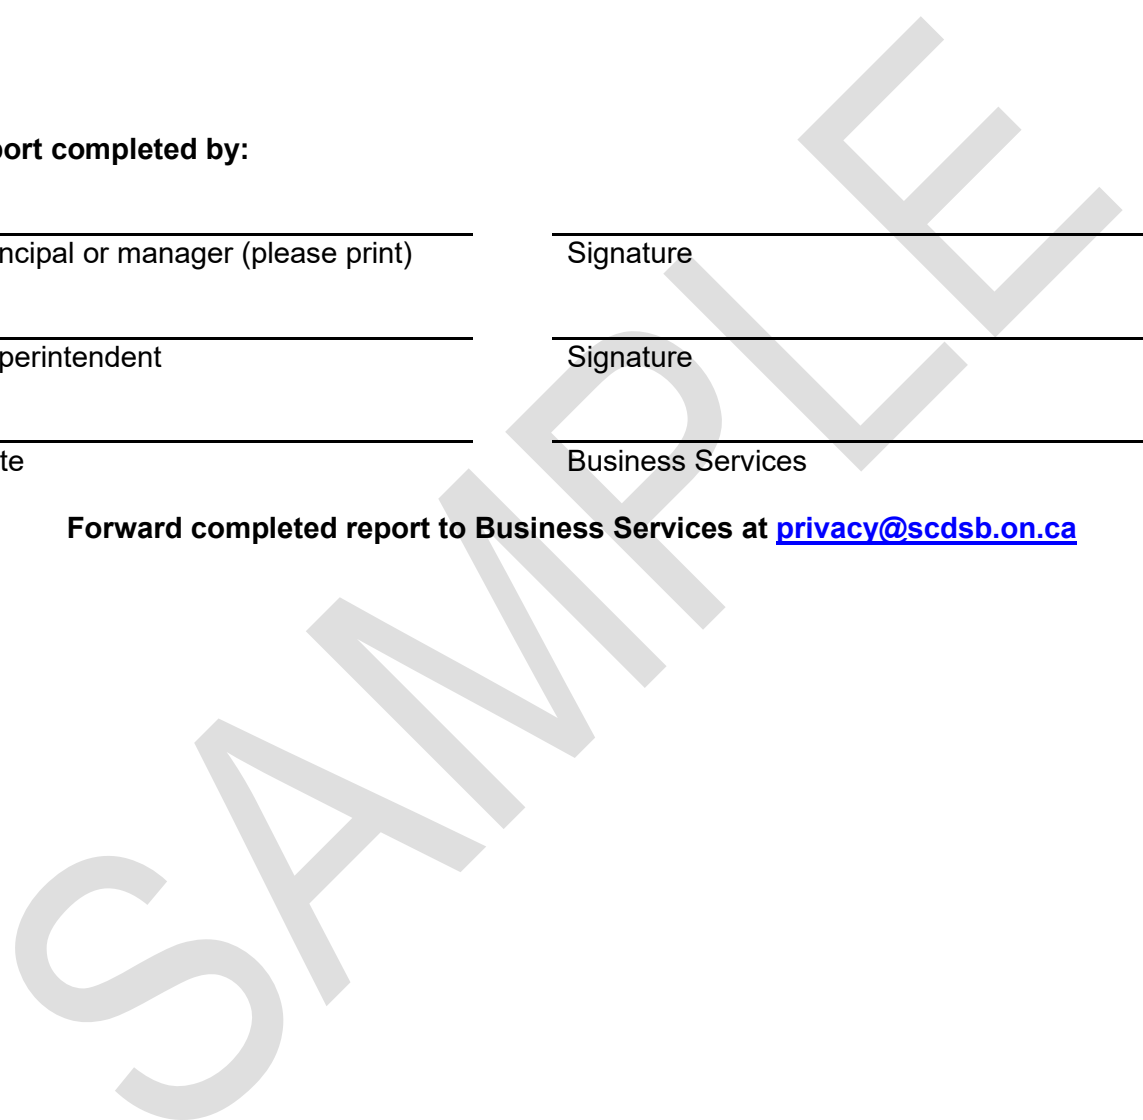 port completed by:
ncipal or manager (please print) Signature
perintendent Signature
te Business Services
Forward completed report to Business Services at privacy@scdsb.on.ca
SAMPLE